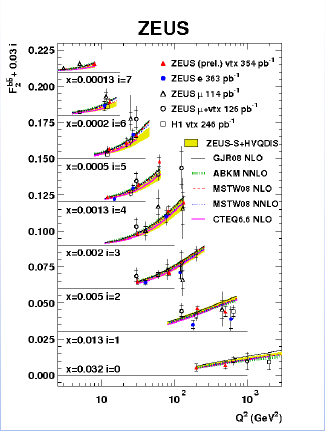 ZEUS
F₂ᵇᵇ + 0.03 i
0.225
0.200
0.175
0.150
0.125
0.100
0.075
0.050
0.025
0.000
ZEUS (prel.) vtx 354 pb⁻¹
ZEUS e 363 pb⁻¹
ZEUS μ 114 pb⁻¹
ZEUS μ+vtx 126 pb⁻¹
H1 vtx 246 pb⁻¹
ZEUS-S+HVQDIS
GJR08 NLO
ABKM NNLO
MSTW08 NLO
MSTW08 NNLO
CTEQ6.6 NLO
x=0.00013 i=7
x=0.0002 i=6
x=0.0005 i=5
x=0.0013 i=4
x=0.002 i=3
x=0.005 i=2
x=0.013 i=1
x=0.032 i=0
10 10² 10³
Q² (GeV²)